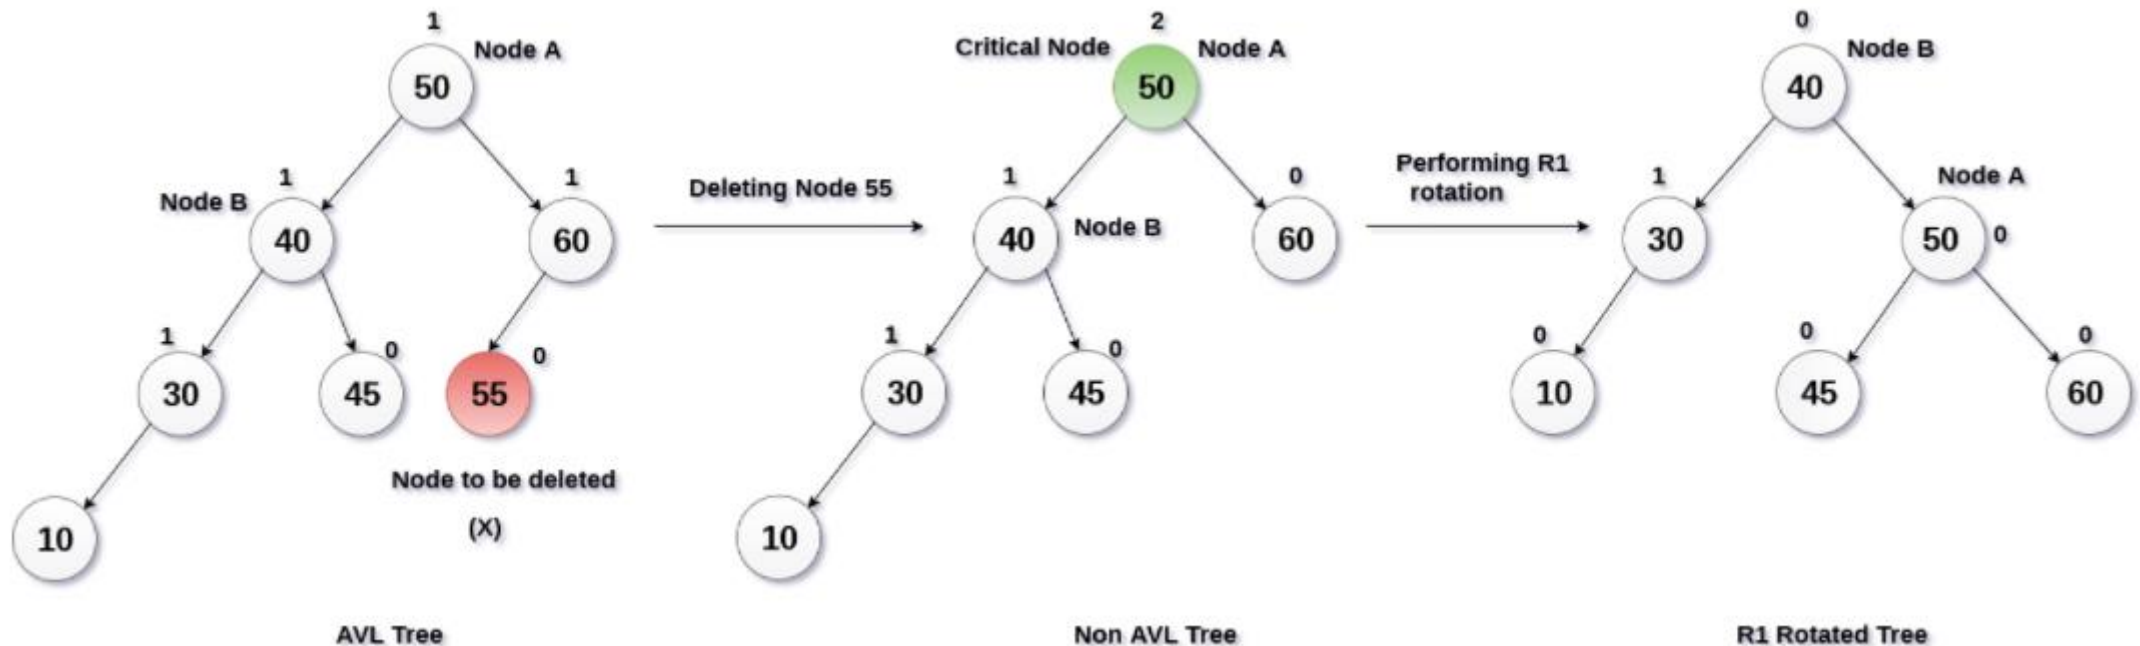 1
Node A
50
1
Node B
40
1
60
1
30
0
45
55
0
10
Node to be deleted
(X)
AVL Tree
Deleting Node 55
2
Critical Node
Node A
50
1
40
Node B
0
60
1
30
0
45
10
Non AVL Tree
Performing R1
rotation
0
Node B
40
1
30
Node A
50
0
0
10
0
45
0
60
R1 Rotated Tree